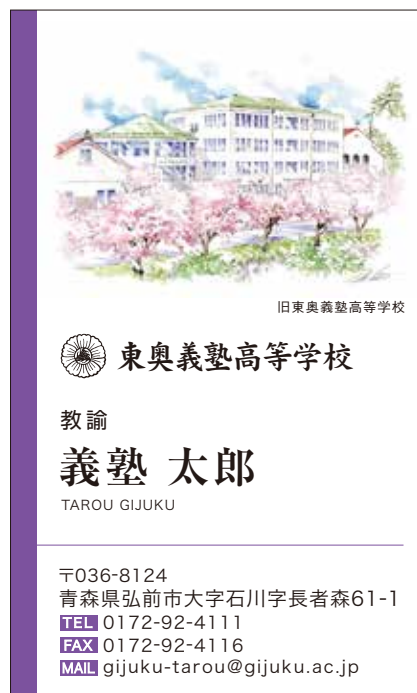 旧東奥義塾高等学校
東奥義塾高等学校
教諭
義塾 太郎
TAROU GIJUKU
〒036-8124
青森県弘前市大字石川字長者森61-1
TEL 0172-92-4111
FAX 0172-92-4116
MAIL gijuku-tarou@gijuku.ac.jp